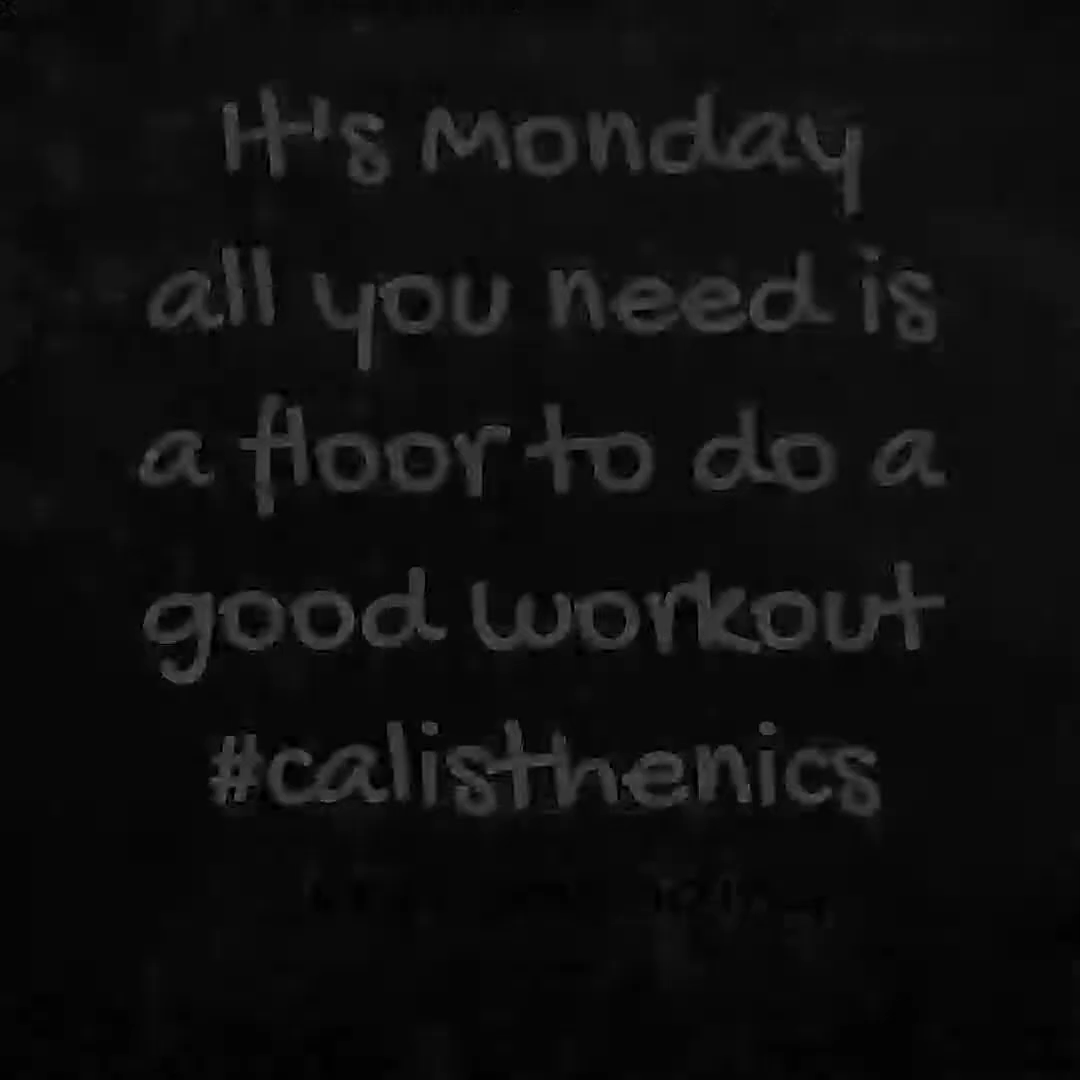 It's Monday
all you need is
a floor to do a
good workout
#calisthenics